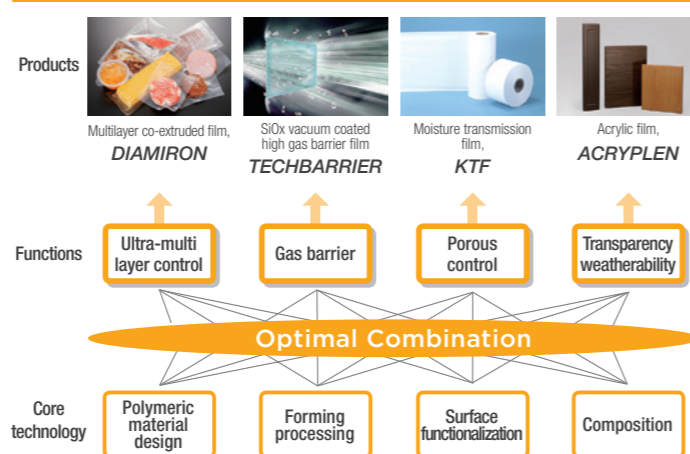 Products
Multilayer co-extruded film,
DIAMIRON
SiOx vacuum coated
high gas barrier film
TECHBARRIER
Moisture transmission
film,
KTF
Acrylic film,
ACRYPLEN
Functions
Ultra-multi
layer control
Gas barrier
Porous
control
Transparency
weatherability
Optimal Combination
Core
technology
Polymeric
material
design
Forming
processing
Surface
functionalization
Composition